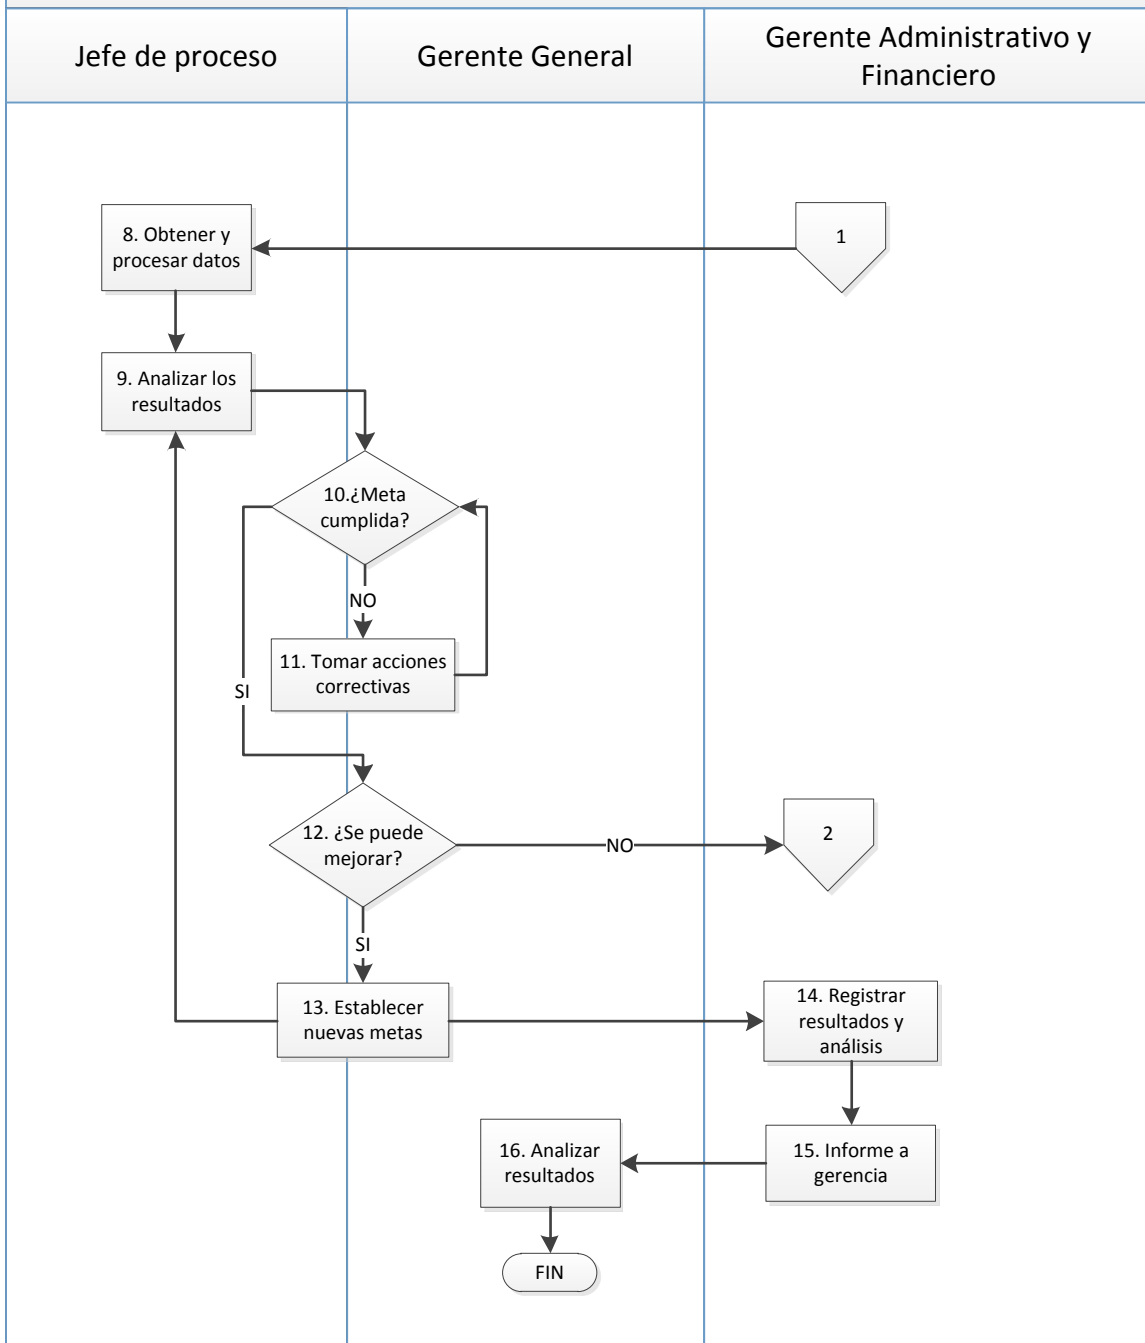 Jefe de proceso
Gerente General
Gerente Administrativo y
Financiero
8. Obtener y
procesar datos
1
9. Analizar los
resultados
10.¿Meta
cumplida?
NO
11. Tomar acciones
correctivas
SI
12. ¿Se puede
mejorar?
NO
2
SI
13. Establecer
nuevas metas
14. Registrar
resultados y
análisis
16. Analizar
resultados
15. Informe a
gerencia
FIN